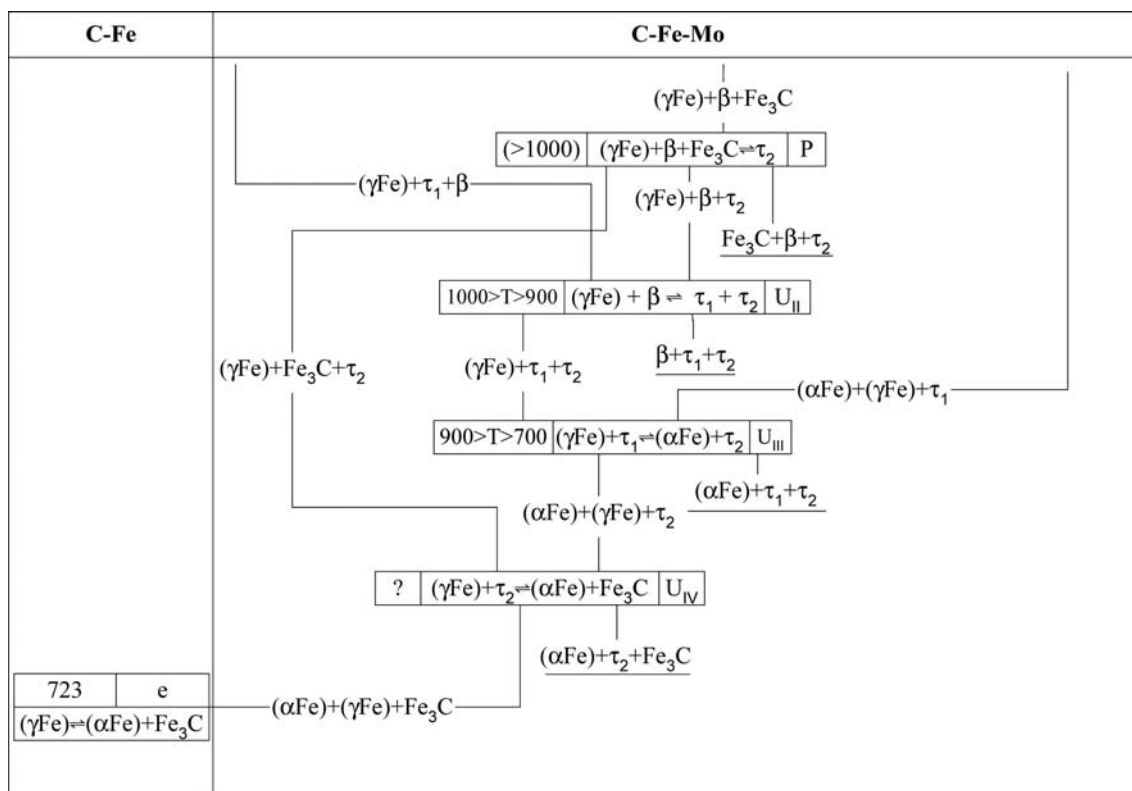 C-Fe
C-Fe-Mo
(γFe)+β+Fe₃C
(>1000) (γFe)+β+Fe₃C⇌τ₂ P
(γFe)+τ₁+β
(γFe)+β+τ₂
Fe₃C+β+τ₂
1000>T>900 (γFe) + β ⇌ τ₁ + τ₂ U_II
(γFe)+Fe₃C+τ₂
(γFe)+τ₁+τ₂
β+τ₁+τ₂
(αFe)+(γFe)+τ₁
900>T>700 (γFe)+τ₁⇌(αFe)+τ₂ U_III
(αFe)+τ₁+τ₂
(αFe)+(γFe)+τ₂
? (γFe)+τ₂⇌(αFe)+Fe₃C U_IV
(αFe)+τ₂+Fe₃C
723 e
(αFe)+(γFe)+Fe₃C
(γFe)⇌(αFe)+Fe₃C